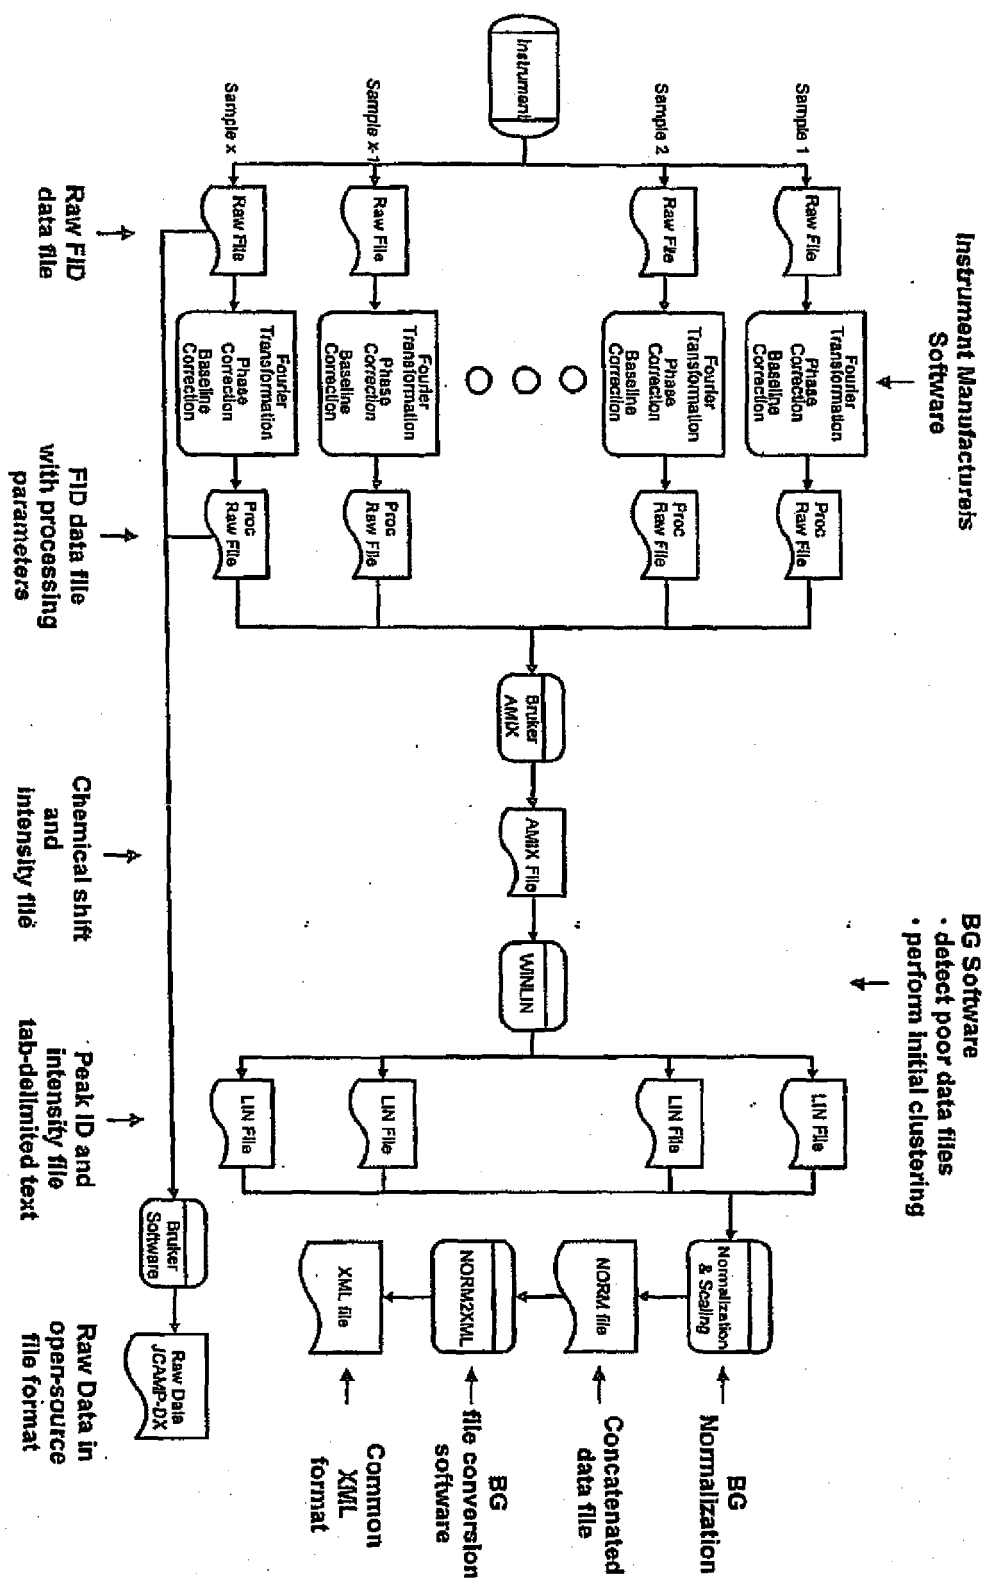 Instrument Manufactureis
Software
BG Software
• detect poor data files
• perform initial clustering
Instrument
Sample 1
Raw File
Fourier
Transformation
Phase
Correction
Baseline
Correction
Proc
Raw File
Sample 2
Raw File
Fourier
Transformation
Phase
Correction
Baseline
Correction
Proc
Raw File
Sample x-1
Raw File
Fourier
Transformation
Phase
Correction
Baseline
Correction
Proc
Raw File
Sample x
Raw File
Fourier
Transformation
Phase
Correction
Baseline
Correction
Proc
Raw File
Bruker
AMIX
AMIX File
WINLIN
LIN File
LIN File
LIN File
LIN File
Normalization
& Scaling
BG
Normalization
NORM file
Concatenated
data file
NORM2XML
BG
file conversion
software
XML file
Common
XML
format
Bruker
Software
Raw Data
JCAMP-DX
Raw FID
data file
FID data file
with processing
parameters
Chemical shift
and
intensity file
Peak ID and
intensity file
tab-delimited text
Raw Data in
open-source
file format